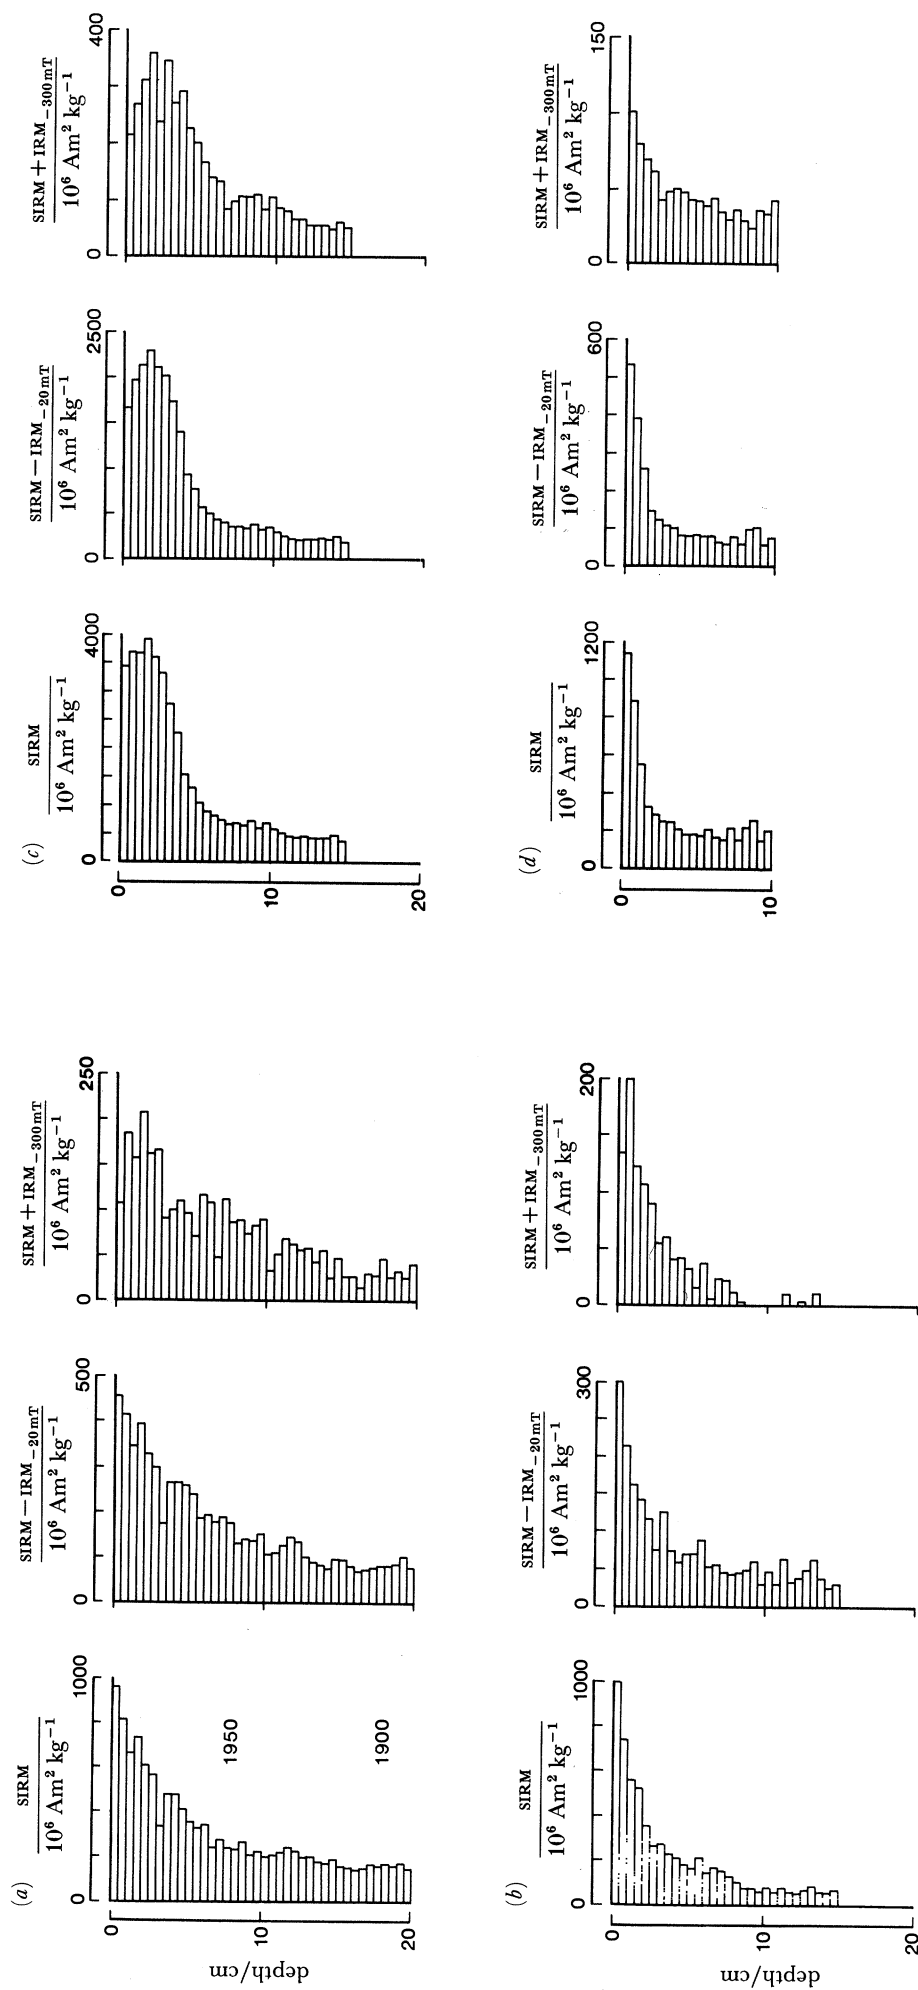 (a)
SIRM
10⁶ Am² kg⁻¹
0 1000
SIRM − IRM₋₂₀ mT
10⁶ Am² kg⁻¹
0 500
SIRM + IRM₋₃₀₀ mT
10⁶ Am² kg⁻¹
0 250
depth/cm
0
10
20
1950
1900
(c)
SIRM
10⁶ Am² kg⁻¹
0 4000
SIRM − IRM₋₂₀ mT
10⁶ Am² kg⁻¹
0 2500
SIRM + IRM₋₃₀₀ mT
10⁶ Am² kg⁻¹
0 400
0
10
20
(b)
SIRM
10⁶ Am² kg⁻¹
0 1000
SIRM − IRM₋₂₀ mT
10⁶ Am² kg⁻¹
0 300
SIRM + IRM₋₃₀₀ mT
10⁶ Am² kg⁻¹
0 200
depth/cm
0
10
20
(d)
SIRM
10⁶ Am² kg⁻¹
0 1200
SIRM − IRM₋₂₀ mT
10⁶ Am² kg⁻¹
0 600
SIRM + IRM₋₃₀₀ mT
10⁶ Am² kg⁻¹
0 150
0
10